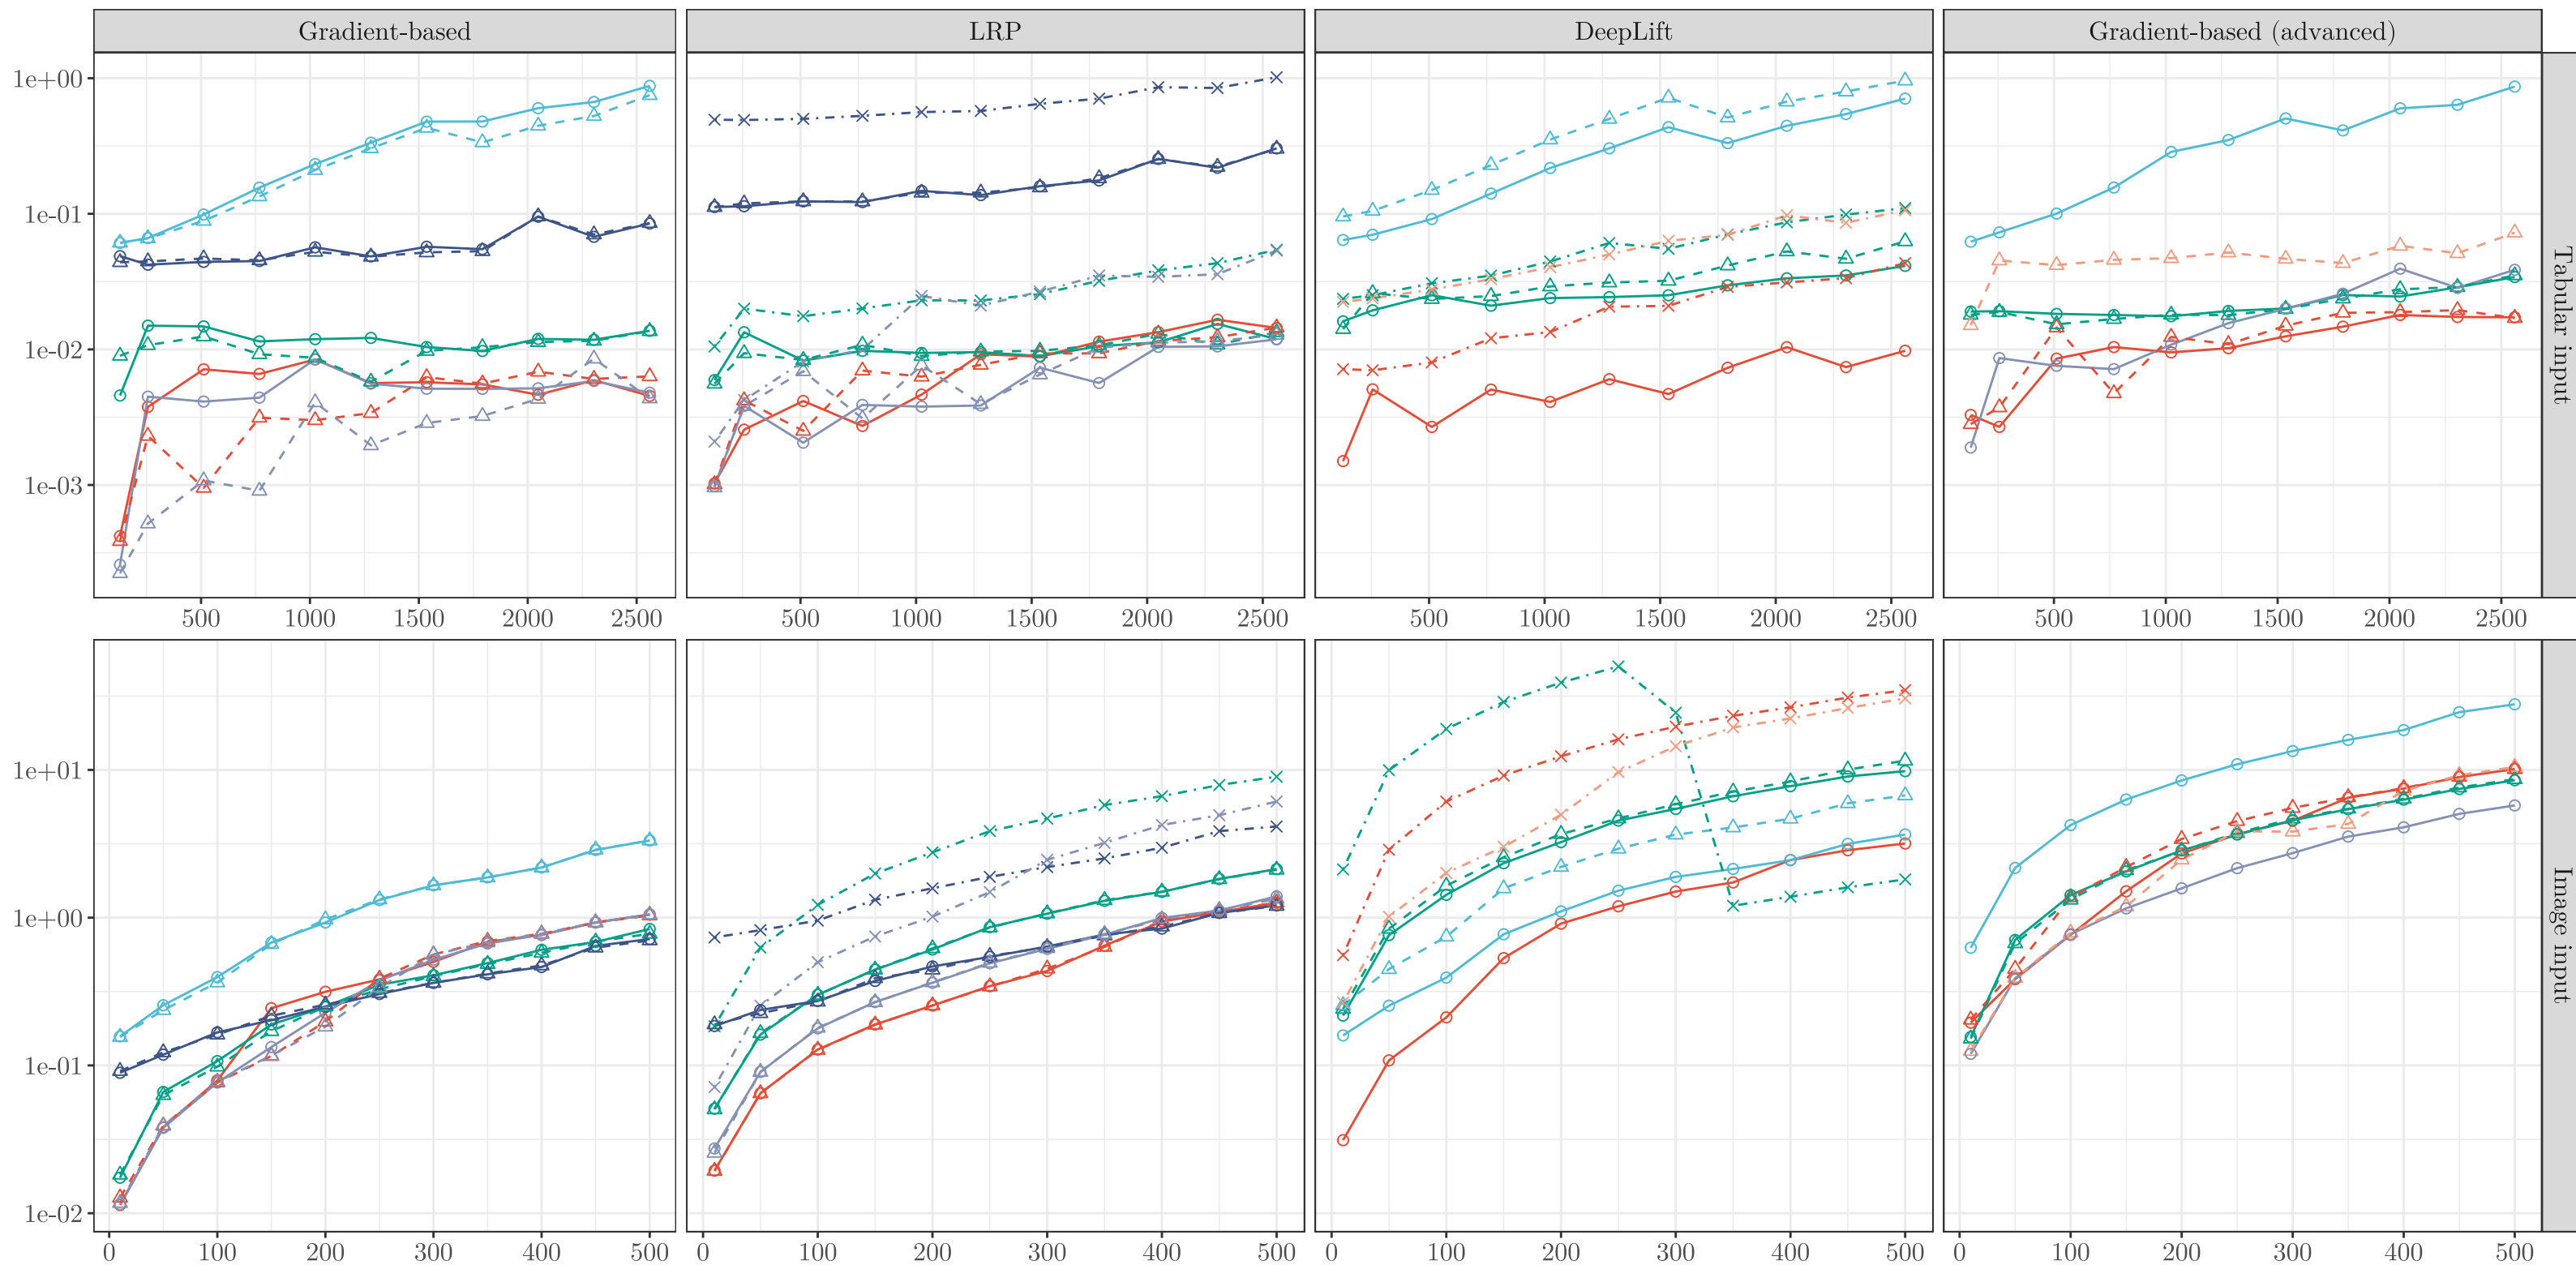 Gradient-based LRP DeepLift Gradient-based (advanced)
1e+00
1e-01
1e-02
1e-03
Tabular input
500 1000 1500 2000 2500 500 1000 1500 2000 2500 500 1000 1500 2000 2500 500 1000 1500 2000 2500
1e+01
1e+00
1e-01
1e-02
Image input
0 100 200 300 400 500 0 100 200 300 400 500 0 100 200 300 400 500 0 100 200 300 400 500